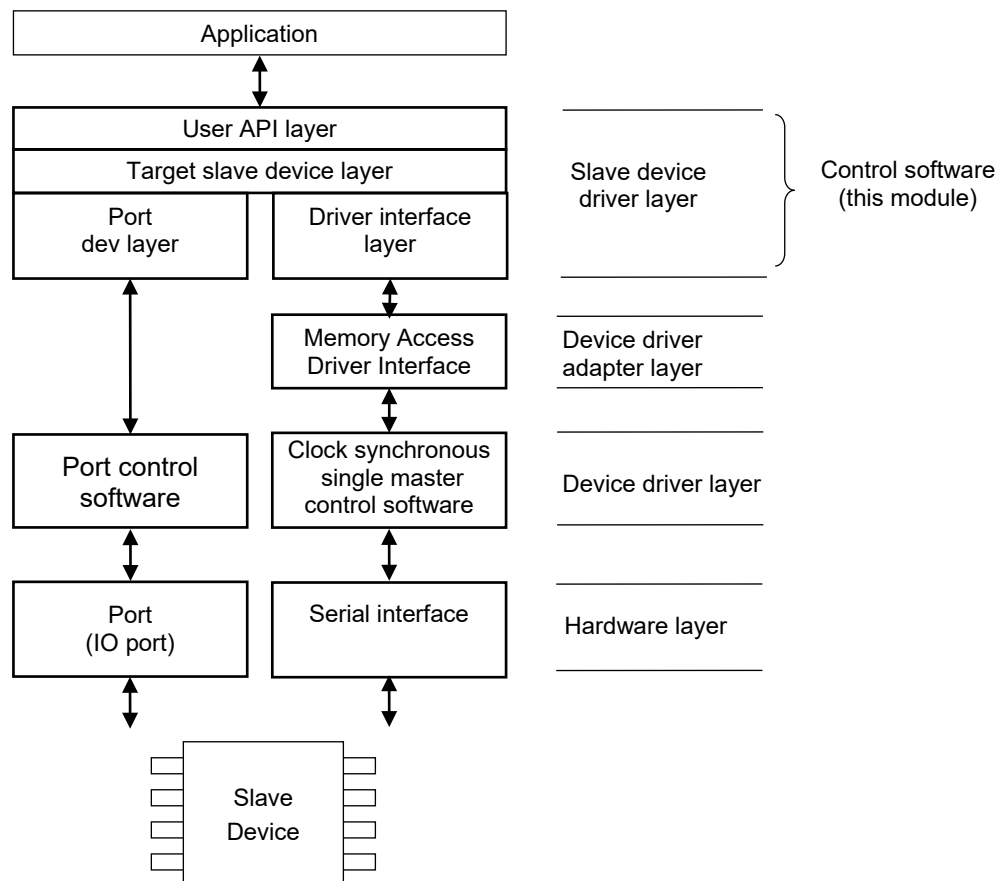 Application
User API layer
Target slave device layer
Port
dev layer
Driver interface
layer
Slave device
driver layer
Control software
(this module)
Memory Access
Driver Interface
Device driver
adapter layer
Port control
software
Clock synchronous
single master
control software
Device driver layer
Port
(IO port)
Serial interface
Hardware layer
Slave
Device